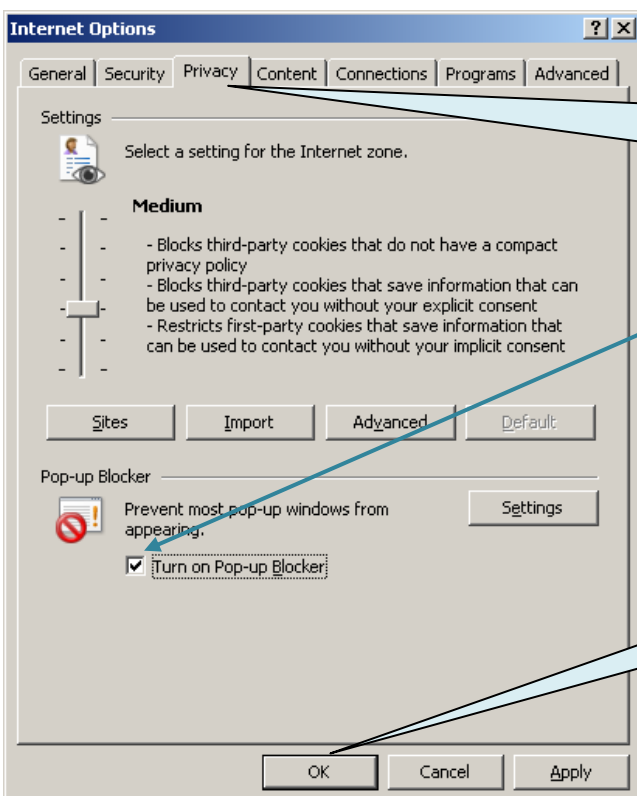 Internet Options
General Security Privacy Content Connections Programs Advanced
Settings
Select a setting for the Internet zone.
Medium
- Blocks third-party cookies that do not have a compact
privacy policy
- Blocks third-party cookies that save information that can
be used to contact you without your explicit consent
- Restricts first-party cookies that save information that
can be used to contact you without your implicit consent
Sites Import Advanced Default
Pop-up Blocker
Prevent most pop-up windows from
appearing.
Settings
Turn on Pop-up Blocker
OK Cancel Apply